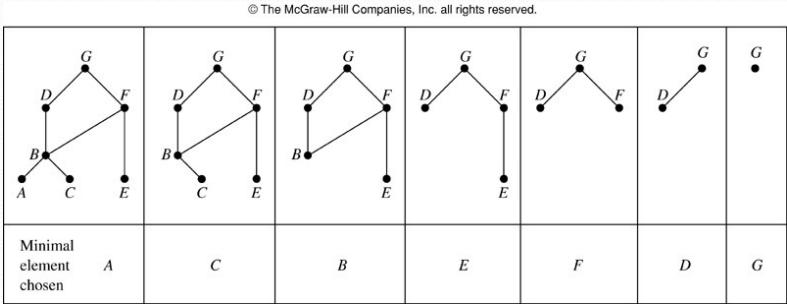 © The McGraw-Hill Companies, Inc. all rights reserved.
G G G G G G G
D F D F D F D F D F D
B B B
A C E C E E E
Minimal
element A C B E F D G
chosen